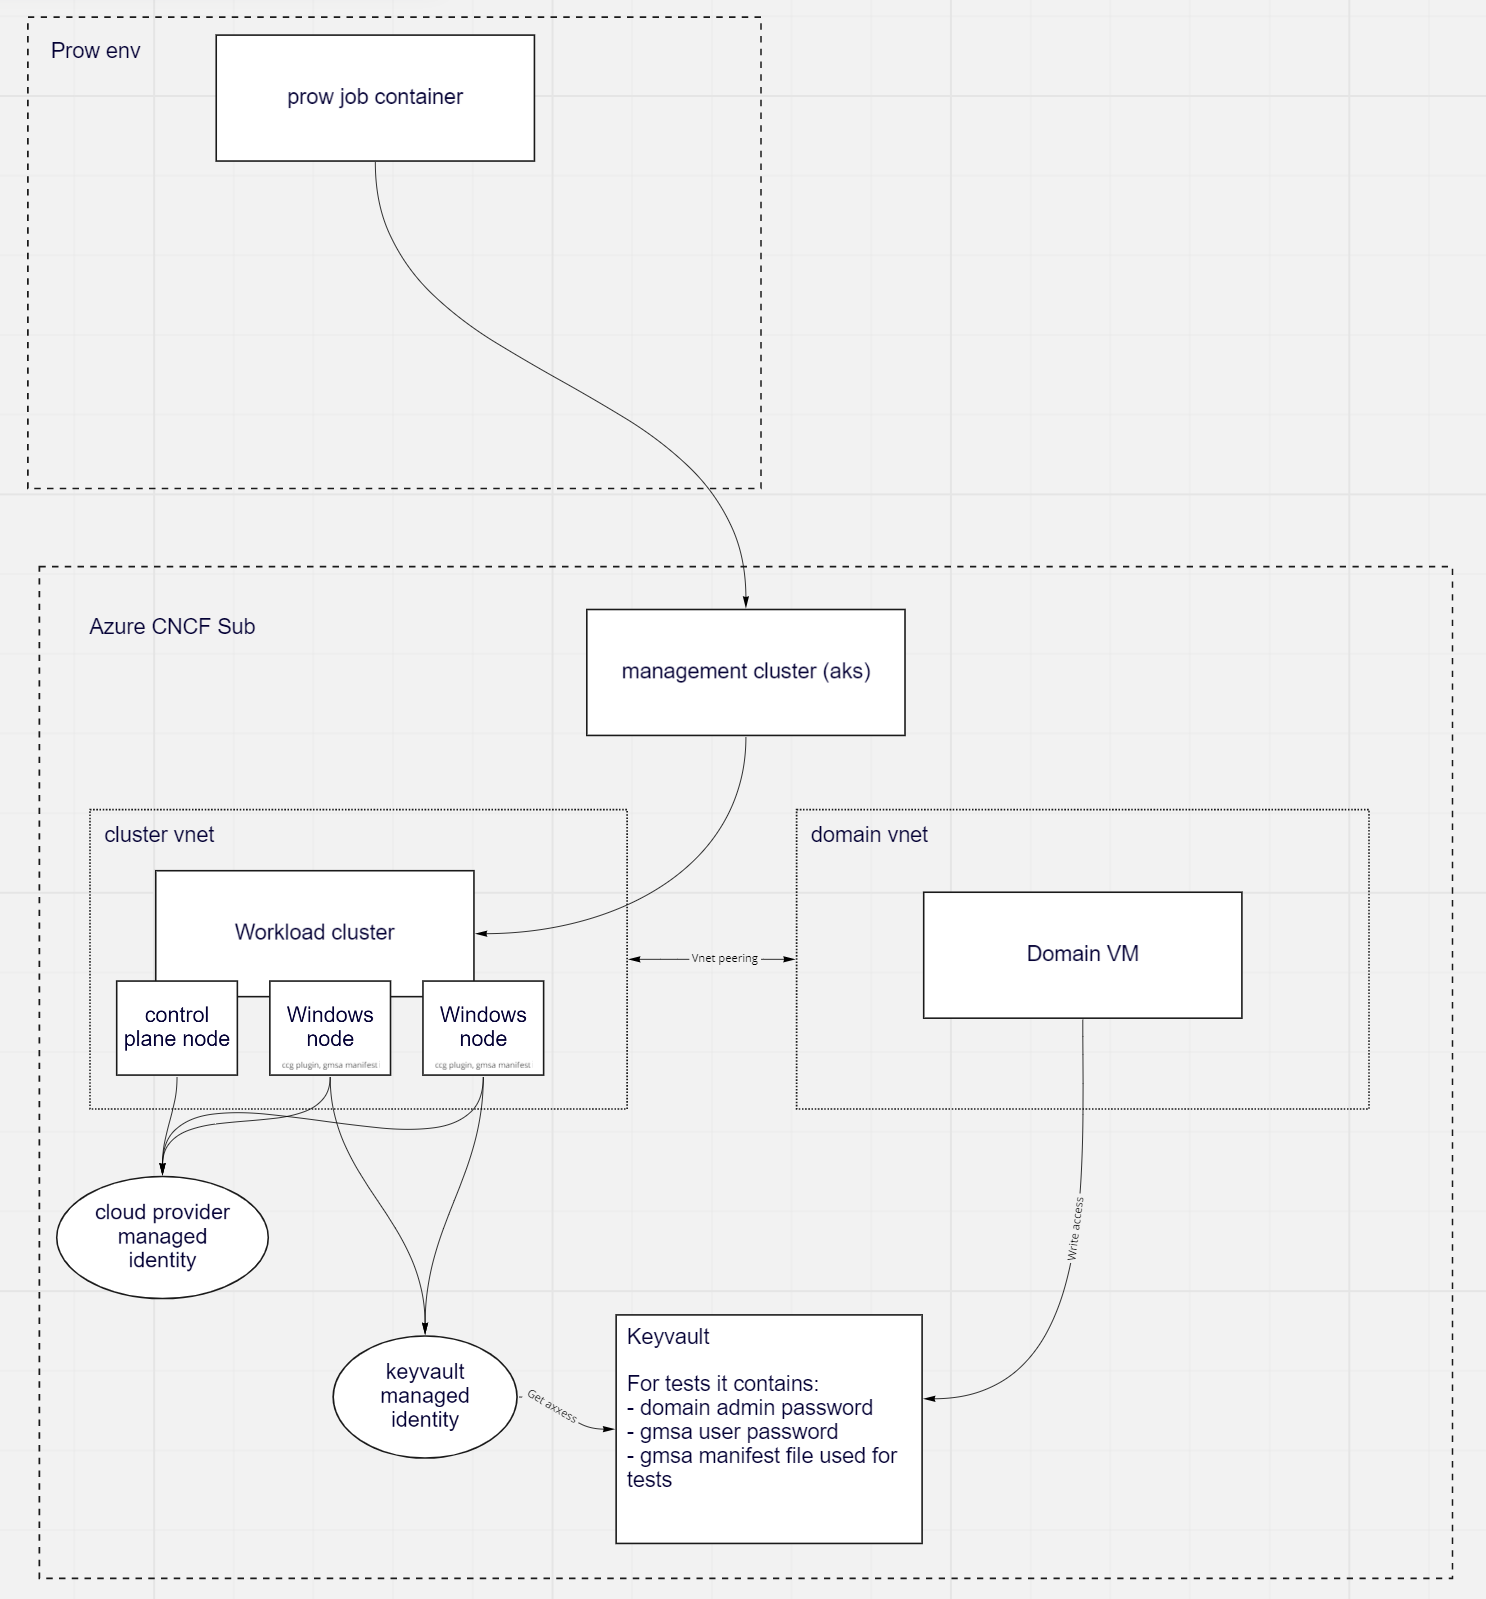 Prow env
prow job container
Azure CNCF Sub
management cluster (aks)
cluster vnet
domain vnet
Workload cluster
Domain VM
Vnet peering
control
plane node
Windows
node
ccg plugin, gmsa manifest
Windows
node
ccg plugin, gmsa manifest
cloud provider
managed
identity
Write access
keyvault
managed
identity
Get axxess
Keyvault
For tests it contains:
- domain admin password
- gmsa user password
- gmsa manifest file used for
tests